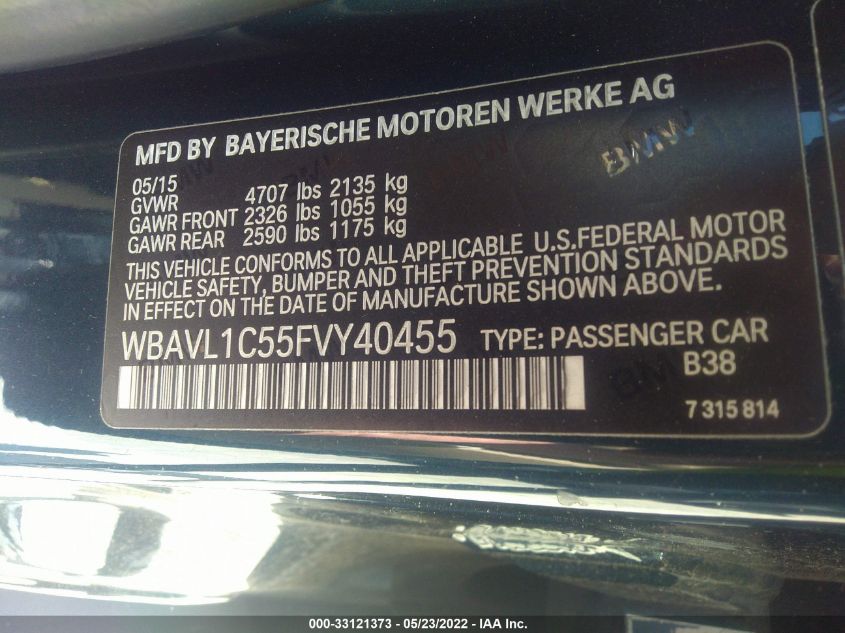 MFD BY BAYERISCHE MOTOREN WERKE AG
BMW
05/15
GVWR 4707 lbs 2135 kg
GAWR FRONT 2326 lbs 1055 kg
GAWR REAR 2590 lbs 1175 kg
THIS VEHICLE CONFORMS TO ALL APPLICABLE U.S.FEDERAL MOTOR
VEHICLE SAFETY, BUMPER AND THEFT PREVENTION STANDARDS
IN EFFECT ON THE DATE OF MANUFACTURE SHOWN ABOVE.
WBAVL1C55FVY40455 TYPE: PASSENGER CAR
B38
7 315 814
000-33121373 - 05/23/2022 - IAA Inc.